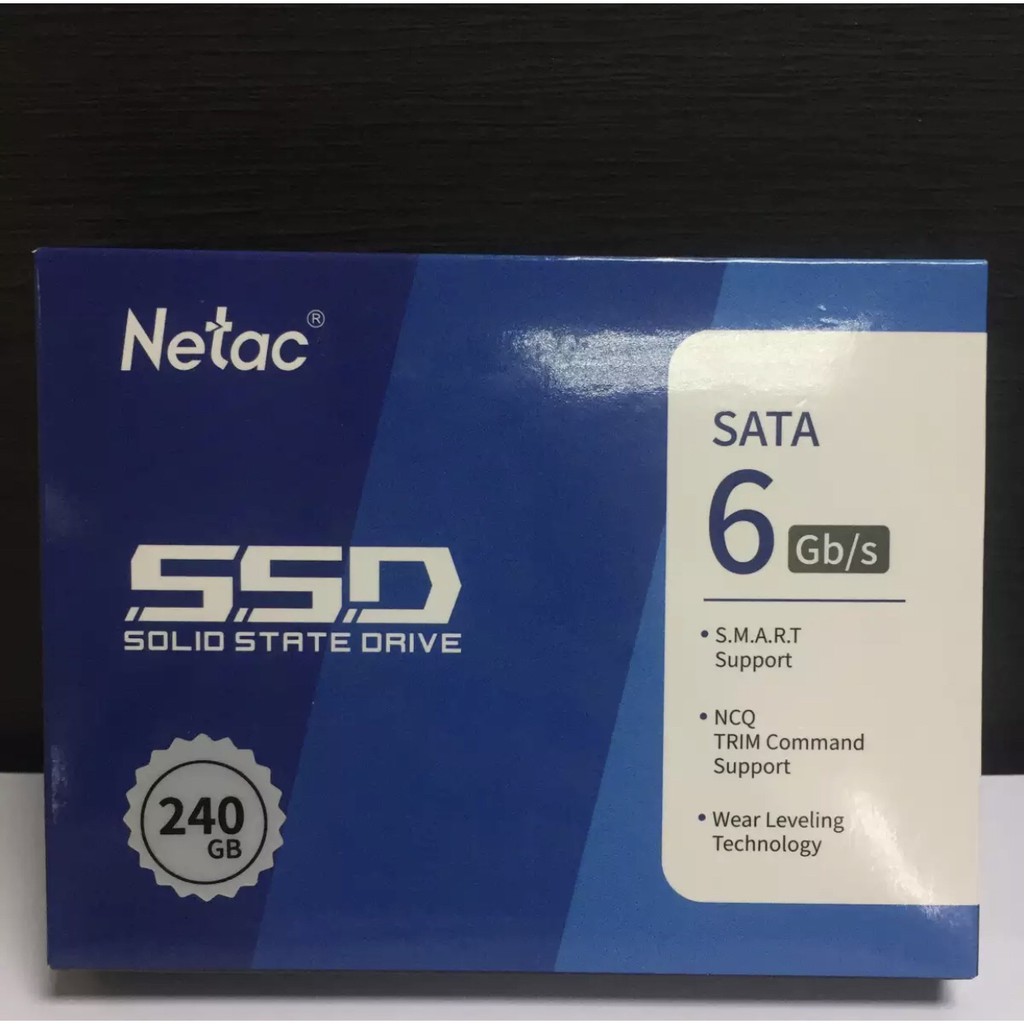 Netac®
SSD
SOLID STATE DRIVE
240
GB
SATA
6 Gb/s
• S.M.A.R.T
Support
• NCQ
TRIM Command
Support
• Wear Leveling
Technology